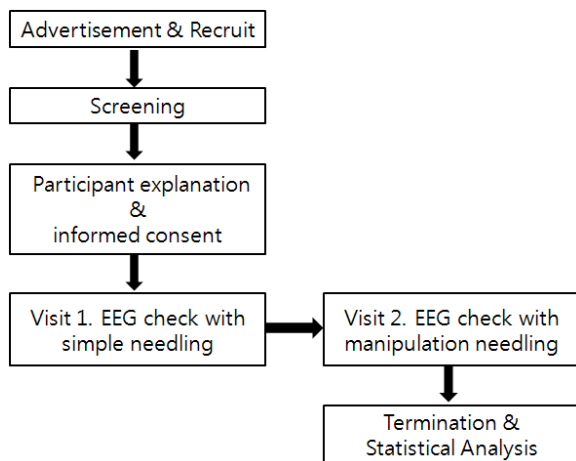 Advertisement & Recruit
Screening
Participant explanation
&
informed consent
Visit 1. EEG check with
simple needling
Visit 2. EEG check with
manipulation needling
Termination &
Statistical Analysis